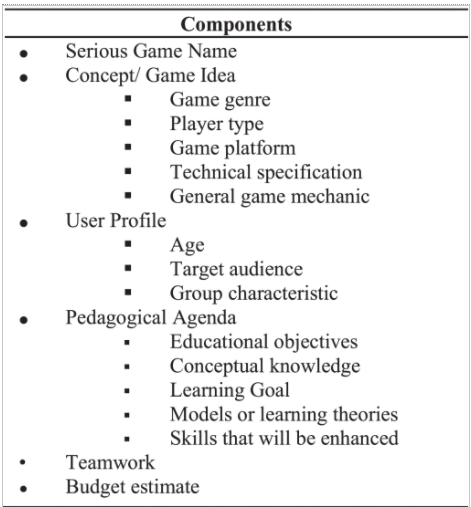 Components
● Serious Game Name
● Concept/ Game Idea
▪ Game genre
▪ Player type
▪ Game platform
▪ Technical specification
▪ General game mechanic
● User Profile
▪ Age
▪ Target audience
▪ Group characteristic
● Pedagogical Agenda
▪ Educational objectives
▪ Conceptual knowledge
▪ Learning Goal
▪ Models or learning theories
▪ Skills that will be enhanced
• Teamwork
● Budget estimate